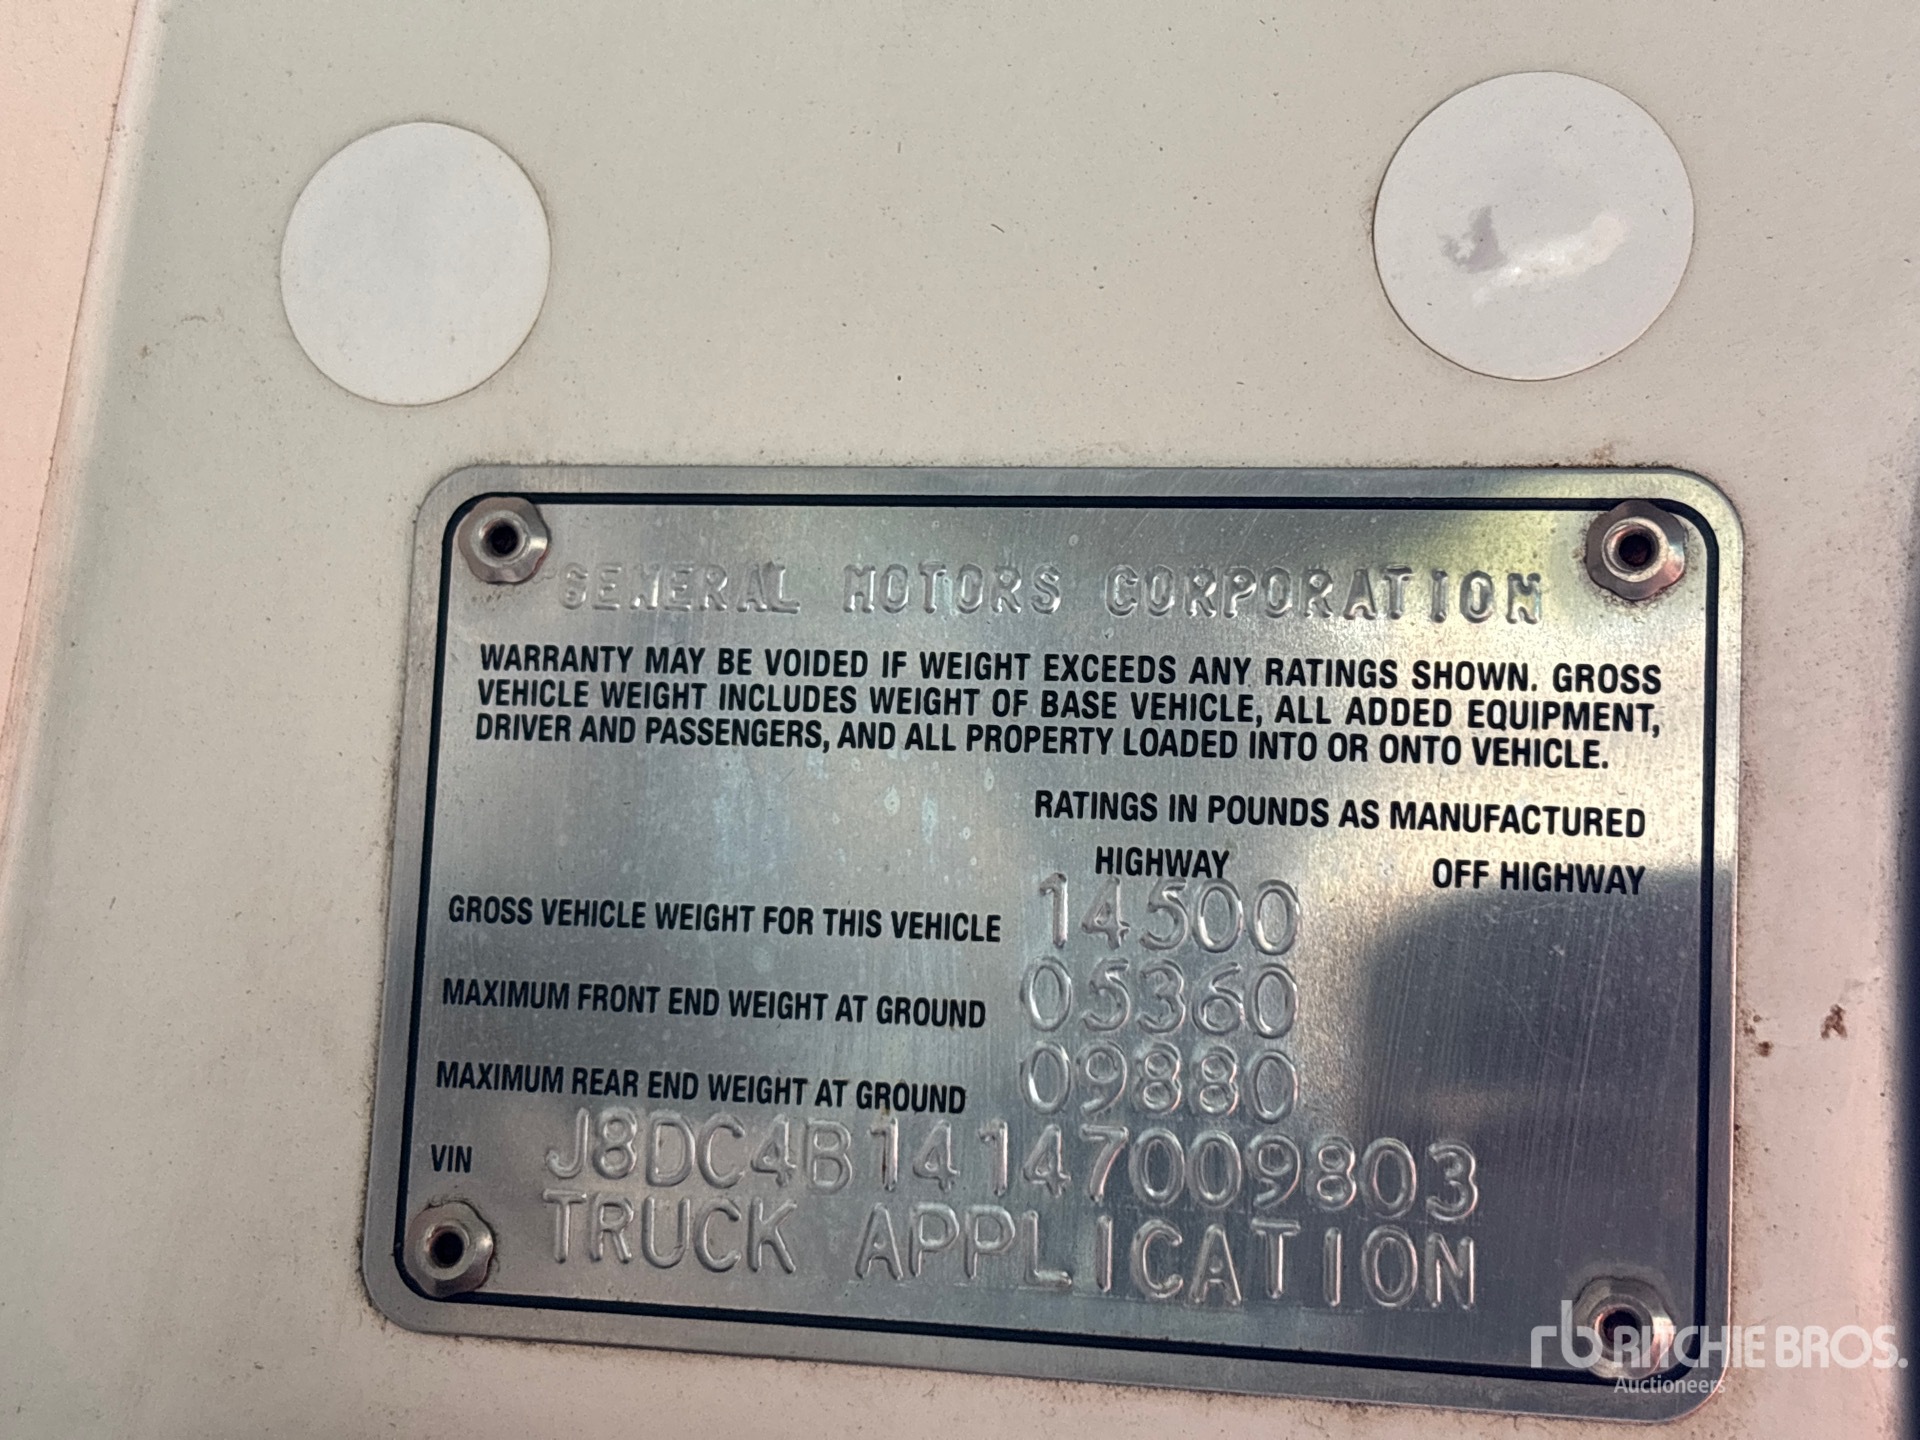 GENERAL MOTORS CORPORATION
WARRANTY MAY BE VOIDED IF WEIGHT EXCEEDS ANY RATINGS SHOWN. GROSS
VEHICLE WEIGHT INCLUDES WEIGHT OF BASE VEHICLE, ALL ADDED EQUIPMENT,
DRIVER AND PASSENGERS, AND ALL PROPERTY LOADED INTO OR ONTO VEHICLE.
RATINGS IN POUNDS AS MANUFACTURED
HIGHWAY OFF HIGHWAY
GROSS VEHICLE WEIGHT FOR THIS VEHICLE 14500
MAXIMUM FRONT END WEIGHT AT GROUND 05360
MAXIMUM REAR END WEIGHT AT GROUND 09880
VIN J8DC4B14147009803
TRUCK APPLICATION
rb RITCHIE BROS.
Auctioneers